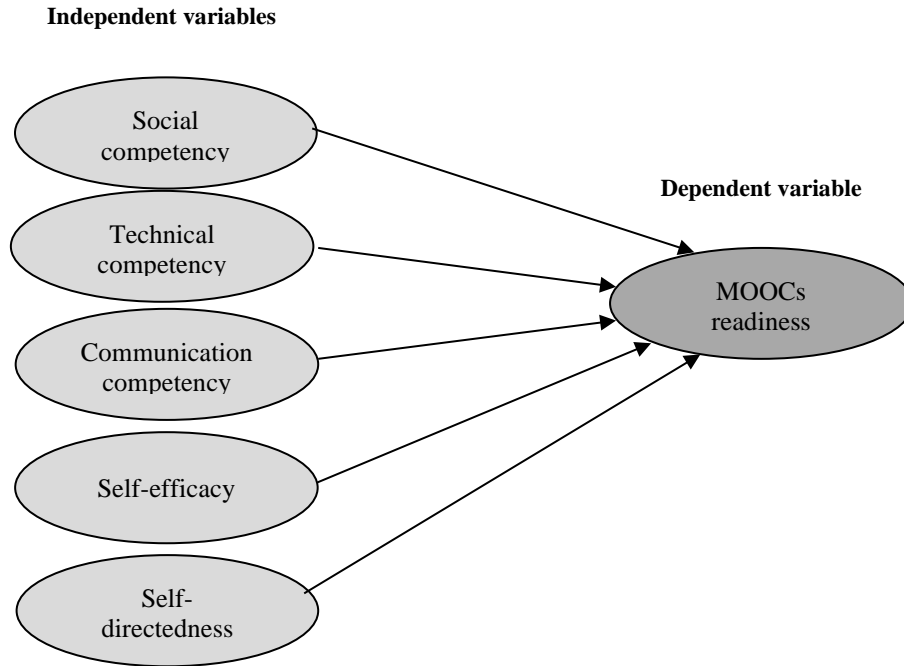 Independent variables
Social
competency
Technical
competency
Communication
competency
Self-efficacy
Self-
directedness
Dependent variable
MOOCs
readiness